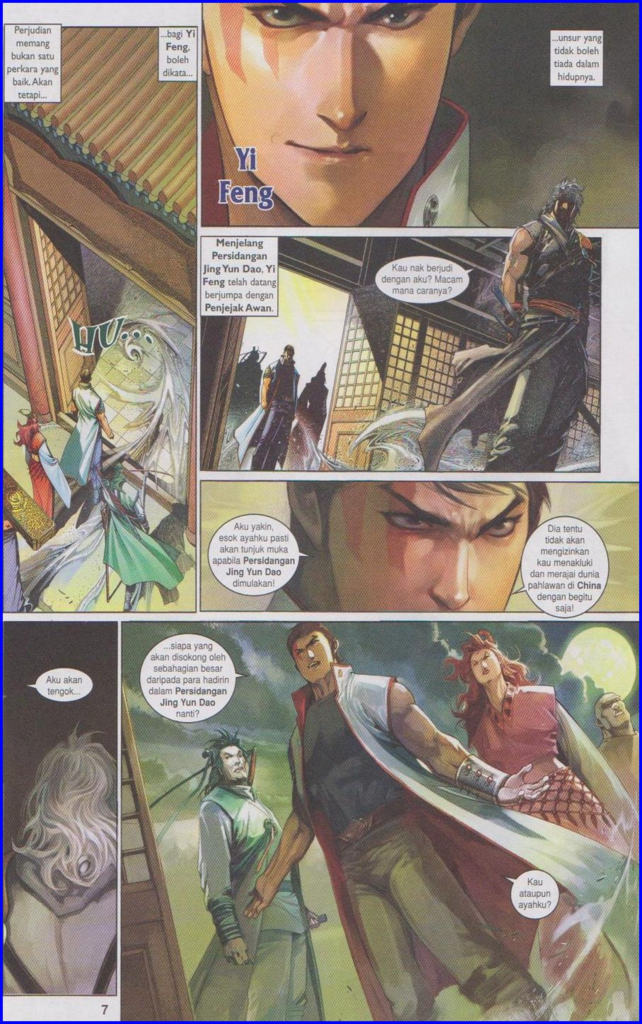 Perjudian
memang
bukan satu
perkara yang
baik. Akan
tetapi...
...bagi Yi
Feng,
boleh
dikata...
...unsur yang
tidak boleh
tiada dalam
hidupnya.
Yi
Feng
HU...
Menjelang
Persidangan
Jing Yun Dao, Yi
Feng telah datang
berjumpa dengan
Penjejak Awan.
Kau nak berjudi
dengan aku? Macam
mana caranya?
Aku yakin,
esok ayahku pasti
akan tunjuk muka
apabila Persidangan
Jing Yun Dao
dimulakan!
Dia tentu
tidak akan
mengizinkan
kau menakluki
dan merajai dunia
pahlawan di China
dengan begitu
saja!
Aku akan
tengok...
...siapa yang
akan disokong oleh
sebahagian besar
daripada para hadirin
dalam Persidangan
Jing Yun Dao
nanti?
Kau
ataupun
ayahku?
7